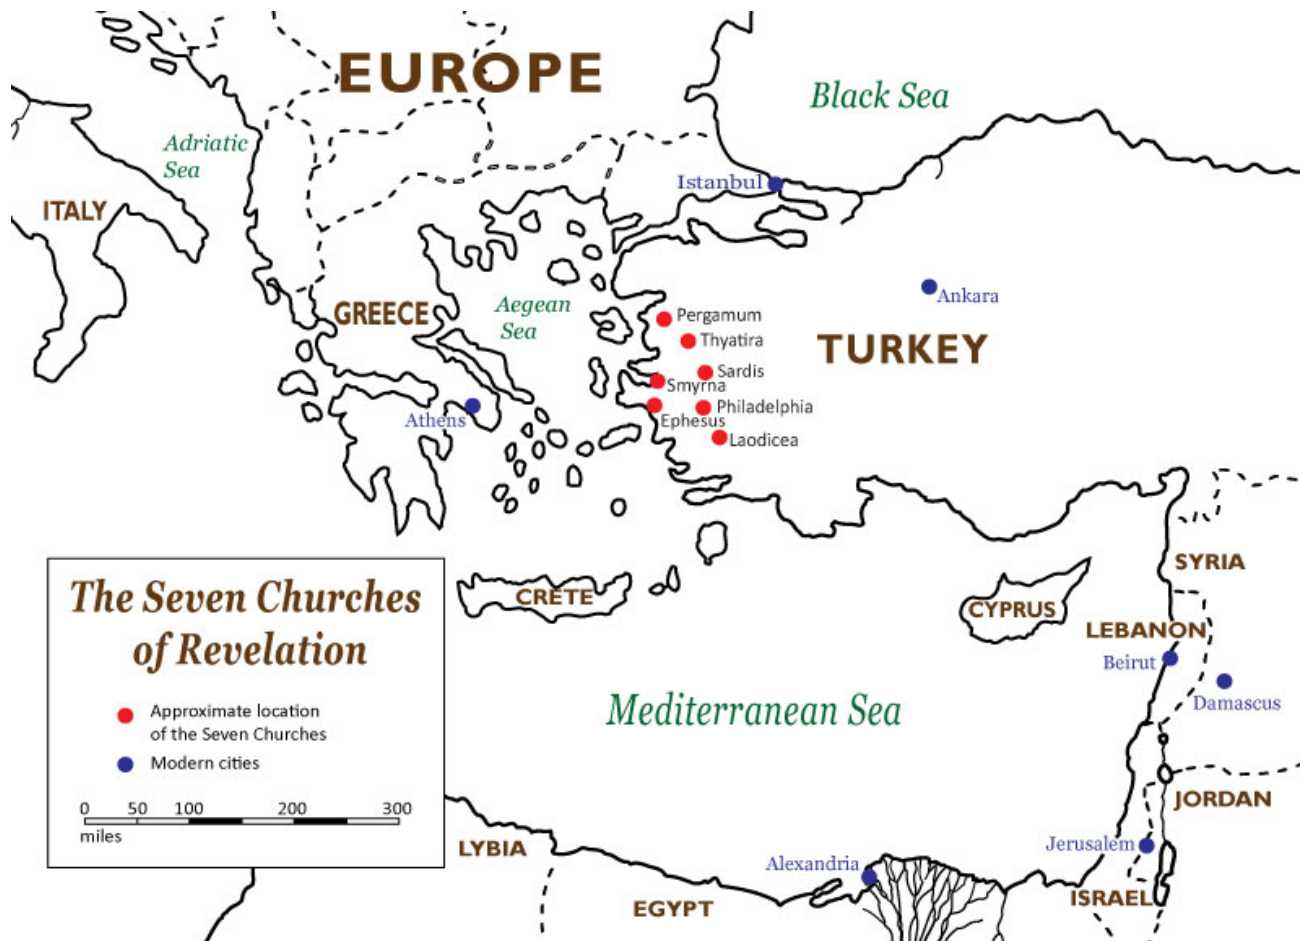 EUROPE
Black Sea
Adriatic
Sea
Istanbul
ITALY
Ankara
Aegean
Sea
GREECE
Pergamum
Thyatira
TURKEY
Sardis
Smyrna
Philadelphia
Athens
Ephesus
Laodicea
SYRIA
The Seven Churches
of Revelation
CRETE
CYPRUS
LEBANON
Beirut
Damascus
Mediterranean Sea
Approximate location
of the Seven Churches
Modern cities
0 50 100 200 300
miles
JORDAN
LYBIA
Jerusalem
Alexandria
ISRAEL
EGYPT